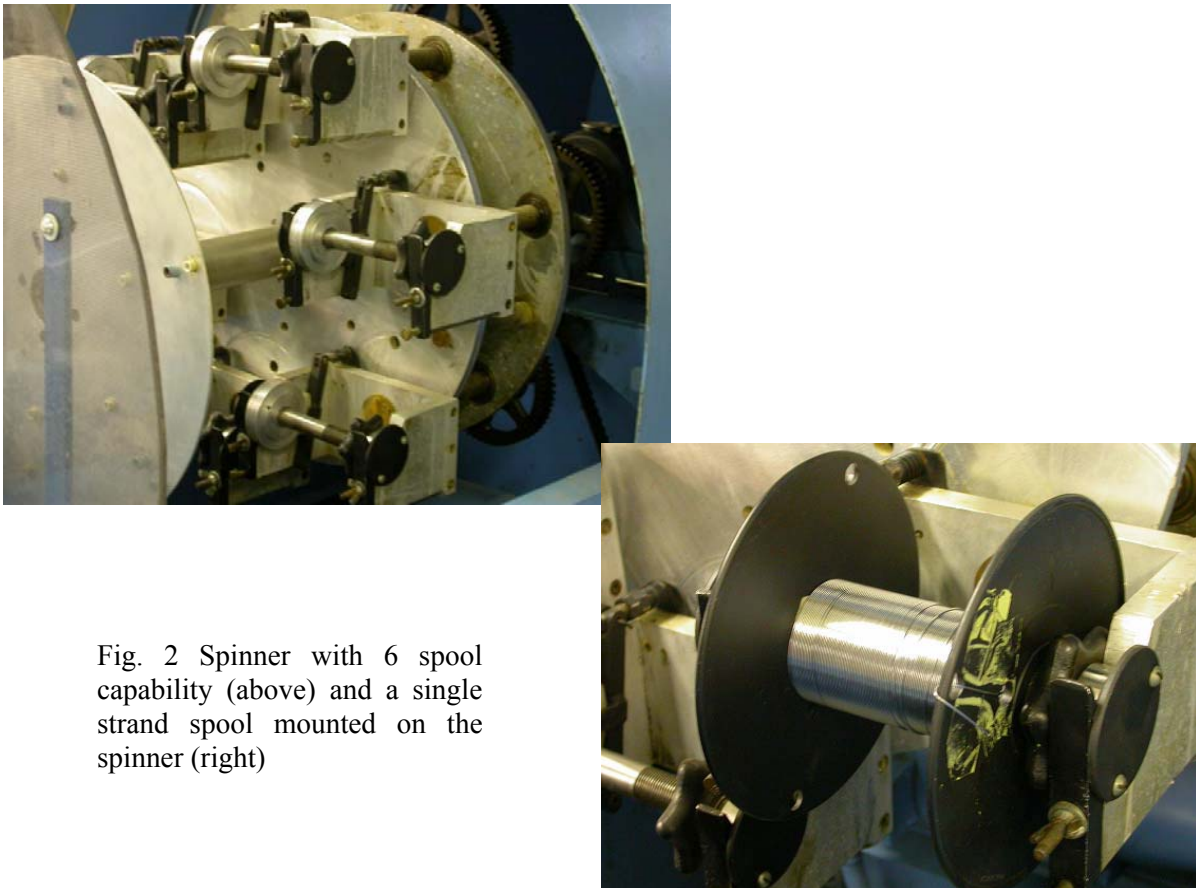 Fig. 2 Spinner with 6 spool
capability (above) and a single
strand spool mounted on the
spinner (right)